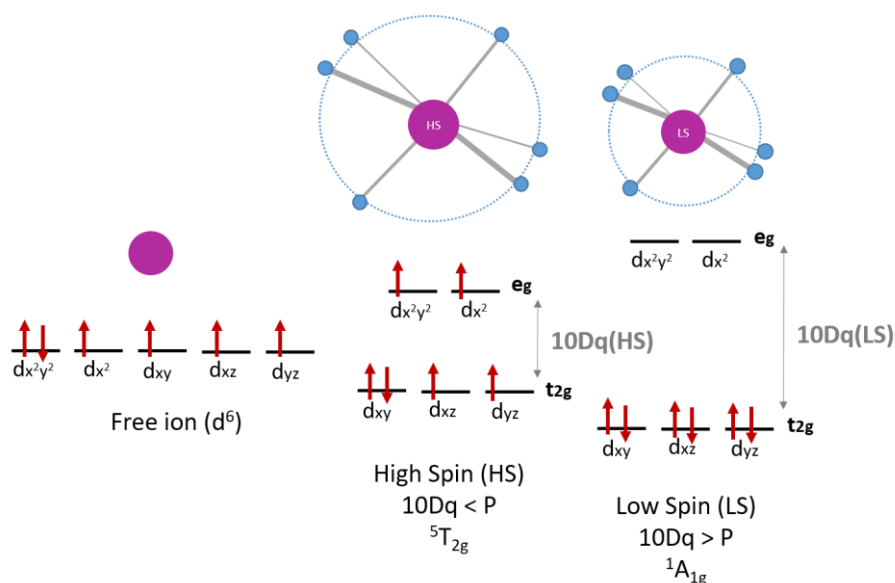 HS
LS
eg
dx²y² dx²
eg
dx²y² dx²
10Dq(HS)
10Dq(LS)
dx²y² dx² dxy dxz dyz
t2g
dxy dxz dyz
t2g
dxy dxz dyz
Free ion (d⁶)
High Spin (HS)
10Dq < P
⁵T₂g
Low Spin (LS)
10Dq > P
¹A₁g